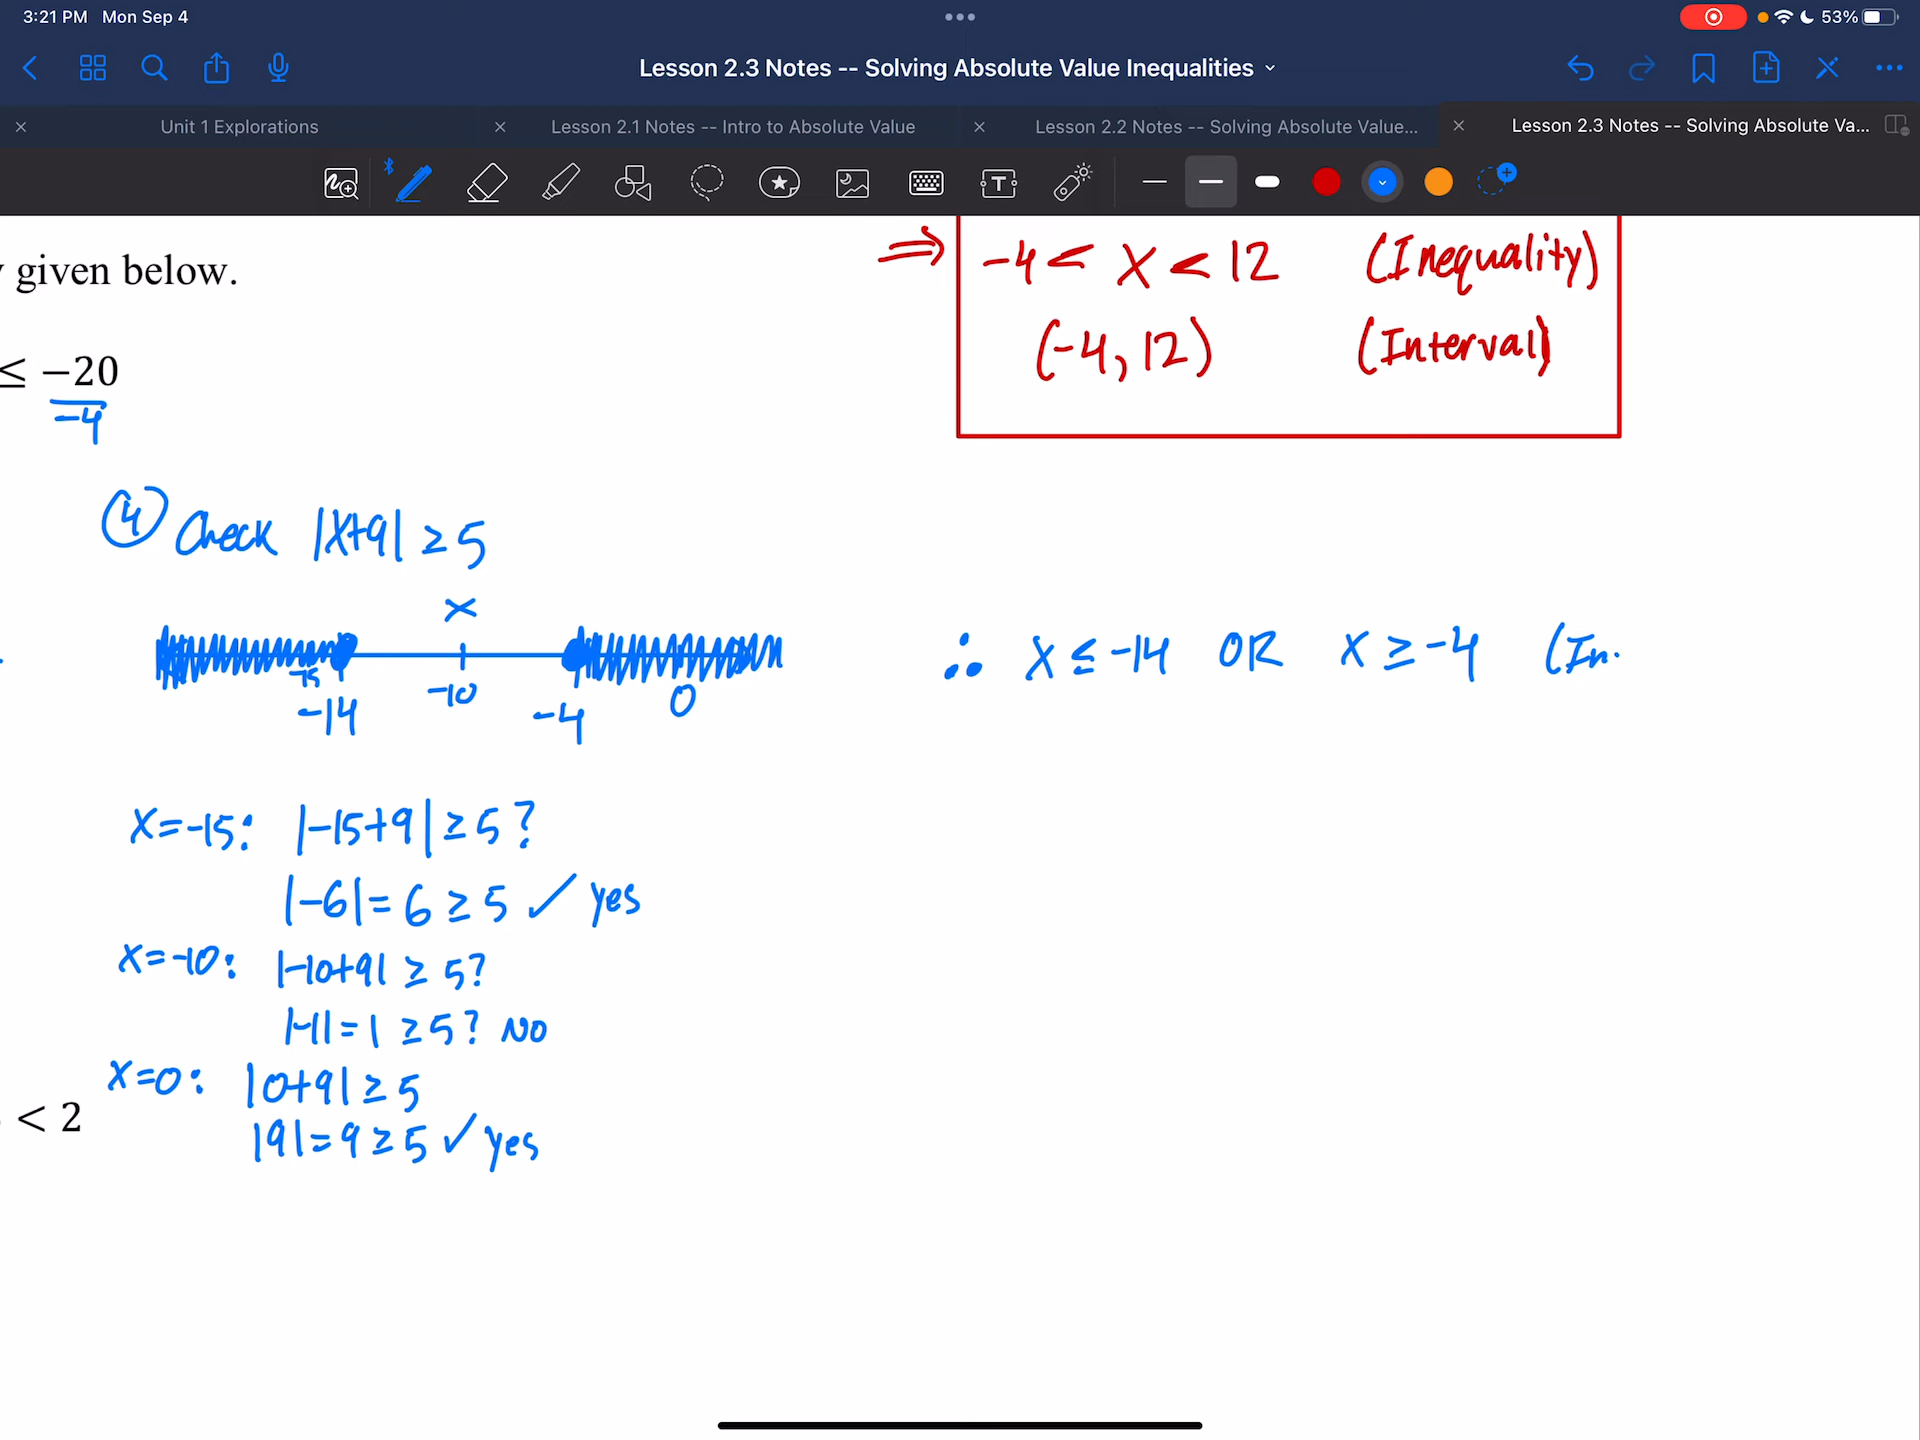 3:21 PM Mon Sep 4
53%
Lesson 2.3 Notes -- Solving Absolute Value Inequalities
Unit 1 Explorations
Lesson 2.1 Notes -- Intro to Absolute Value
Lesson 2.2 Notes -- Solving Absolute Value...
Lesson 2.3 Notes -- Solving Absolute Va...
⇒ -4 < x < 12 (Inequality)
(-4, 12) (Interval)
given below.
≤ −20
-4
④ Check |x+9| ≥ 5
x
-15 -14 -10 -4 0
∴ x ≤ -14 OR x ≥ -4 (In.
x=-15: |-15+9| ≥ 5?
|-6| = 6 ≥ 5 ✓ yes
x=-10: |-10+9| ≥ 5?
|-1| = 1 ≥ 5? No
x=0: |0+9| ≥ 5
|9| = 9 ≥ 5 ✓ yes
< 2